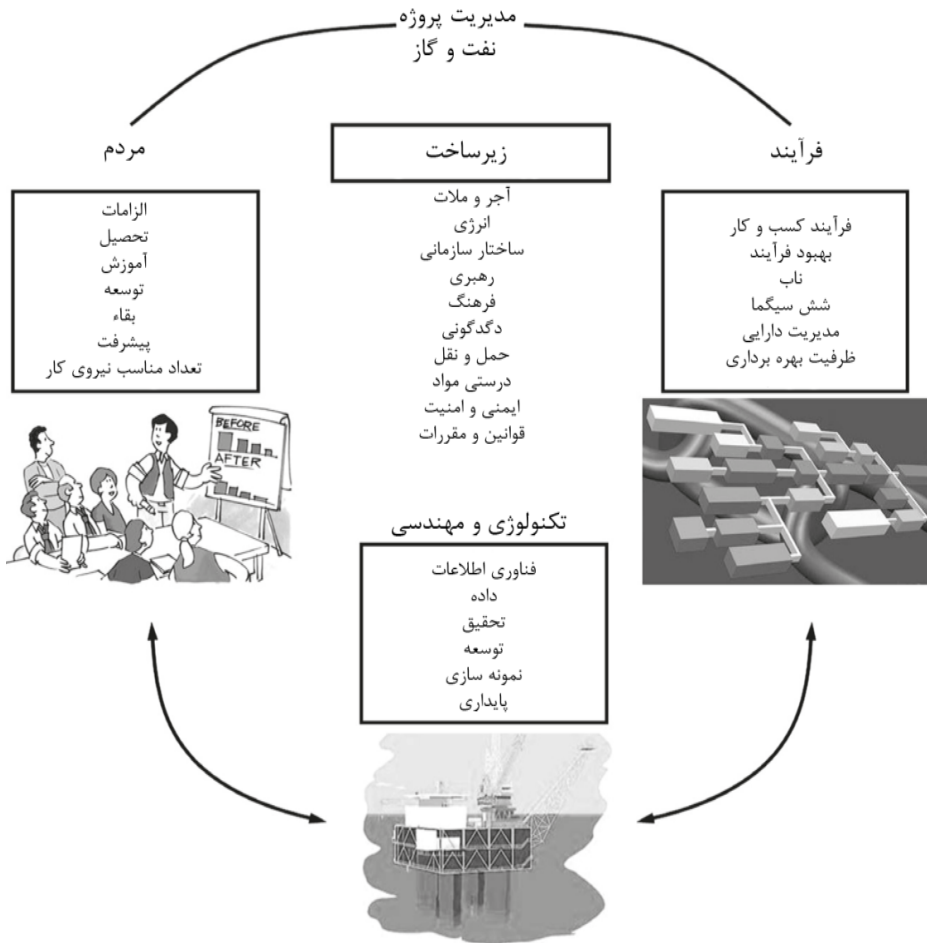 مدیریت پروژه
نفت و گاز
فرآیند
فرآیند کسب و کار
بهبود فرآیند
ناب
شش سیگما
مدیریت دارایی
ظرفیت بهره برداری
زیرساخت
آجر و ملات
انرژی
ساختار سازمانی
رهبری
فرهنگ
دگدگونی
حمل و نقل
درستی مواد
ایمنی و امنیت
قوانین و مقررات
مردم
الزامات
تحصیل
آموزش
توسعه
بقاء
پیشرفت
تعداد مناسب نیروی کار
BEFORE
AFTER
تکنولوژی و مهندسی
فناوری اطلاعات
داده
تحقیق
توسعه
نمونه سازی
پایداری